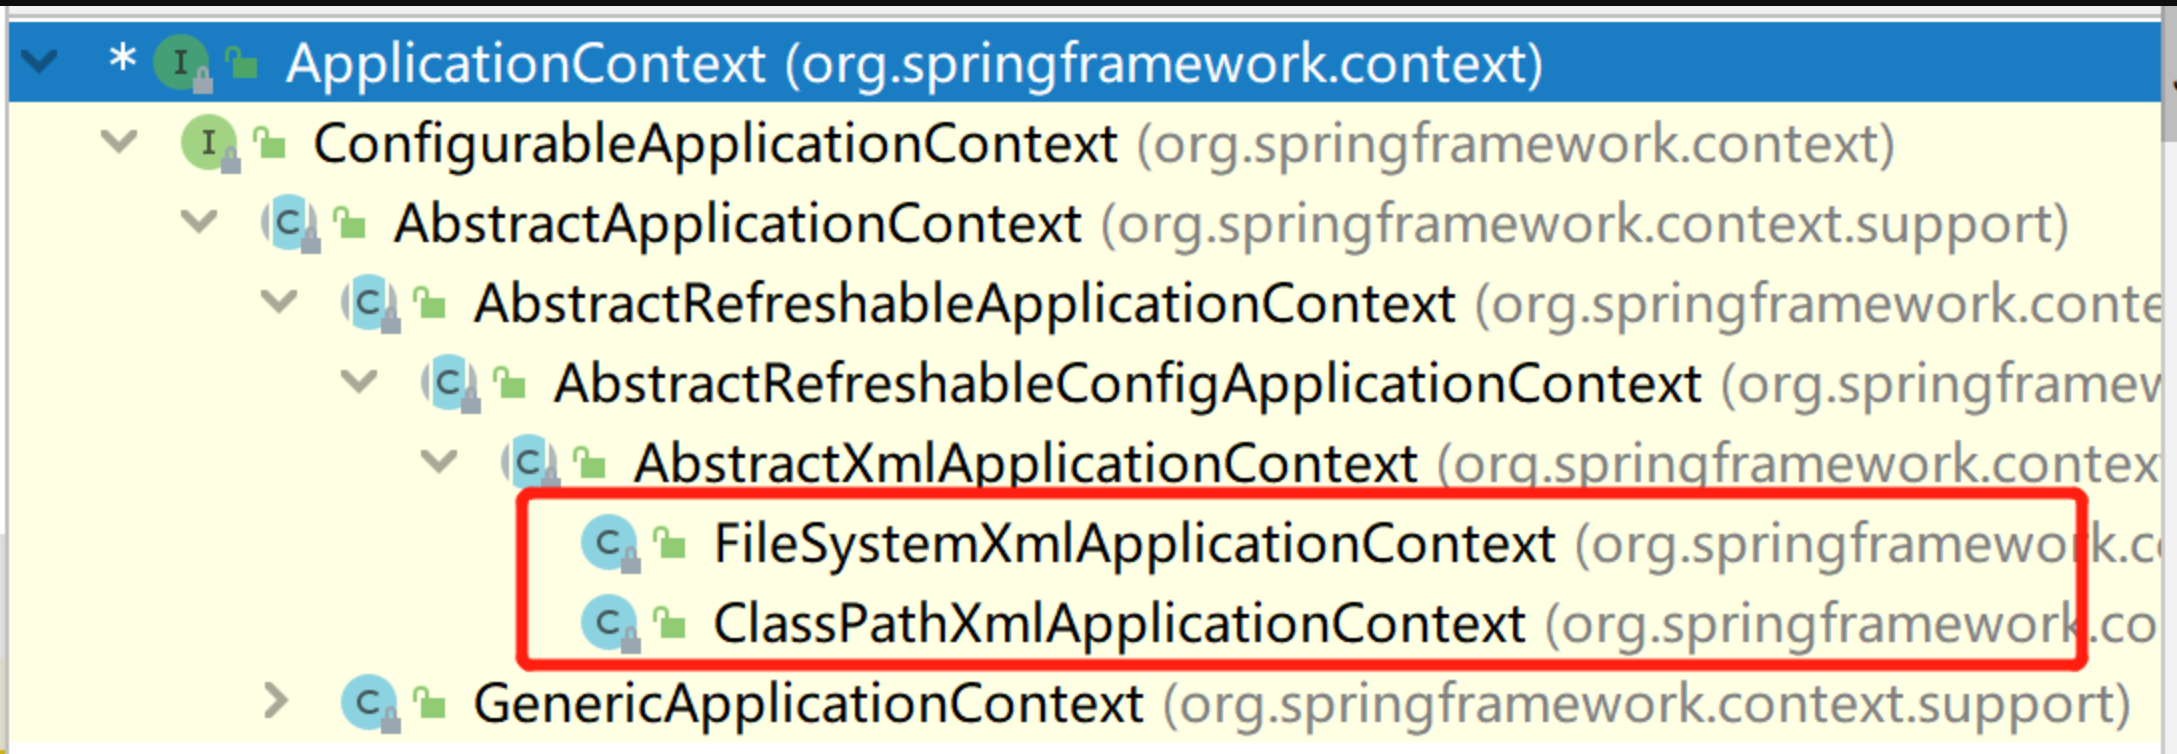 * I ApplicationContext (org.springframework.context)
I ConfigurableApplicationContext (org.springframework.context)
C AbstractApplicationContext (org.springframework.context.support)
C AbstractRefreshableApplicationContext (org.springframework.conte
C AbstractRefreshableConfigApplicationContext (org.springframew
C AbstractXmlApplicationContext (org.springframework.contex
C FileSystemXmlApplicationContext (org.springframework.c
C ClassPathXmlApplicationContext (org.springframework.co
C GenericApplicationContext (org.springframework.context.support)